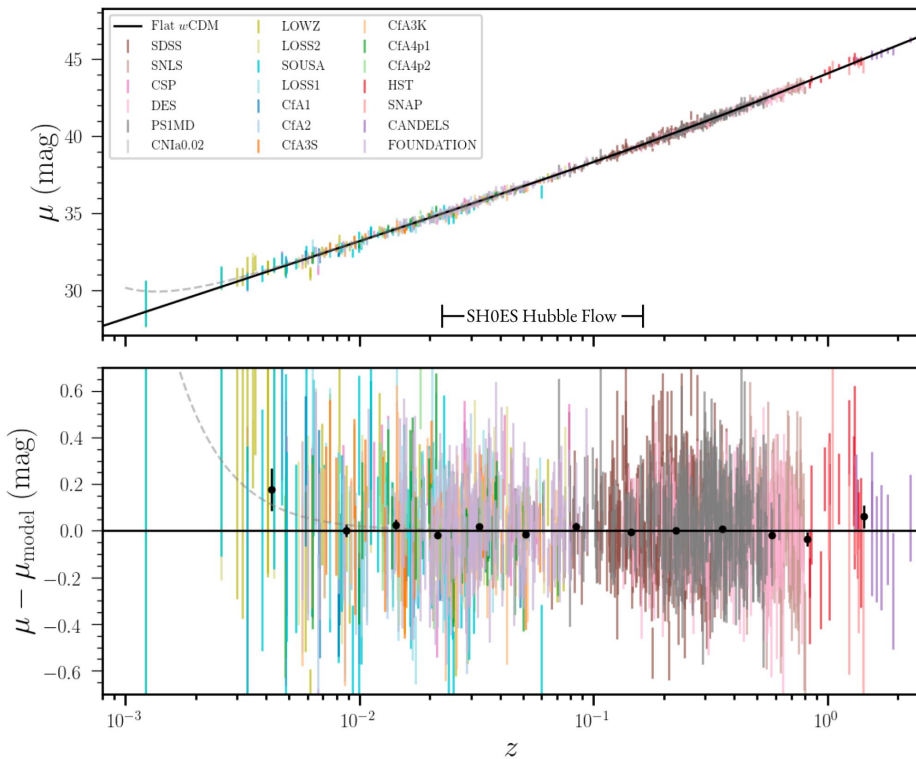 Flat wCDM
SDSS
SNLS
CSP
DES
PS1MD
CNIa0.02
LOWZ
LOSS2
SOUSA
LOSS1
CfA1
CfA2
CfA3S
CfA3K
CfA4p1
CfA4p2
HST
SNAP
CANDELS
FOUNDATION
μ (mag)
45
40
35
30
SH0ES Hubble Flow
μ − μmodel (mag)
0.6
0.4
0.2
0.0
−0.2
−0.4
−0.6
10⁻³
10⁻²
10⁻¹
10⁰
z